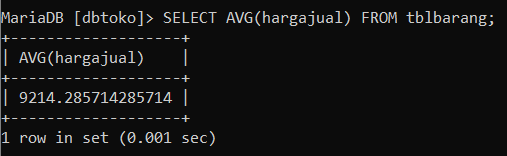 MariaDB [dbtoko]> SELECT AVG(hargajual) FROM tblbarang;
+-------------------+
| AVG(hargajual)    |
+-------------------+
| 9214.285714285714 |
+-------------------+
1 row in set (0.001 sec)